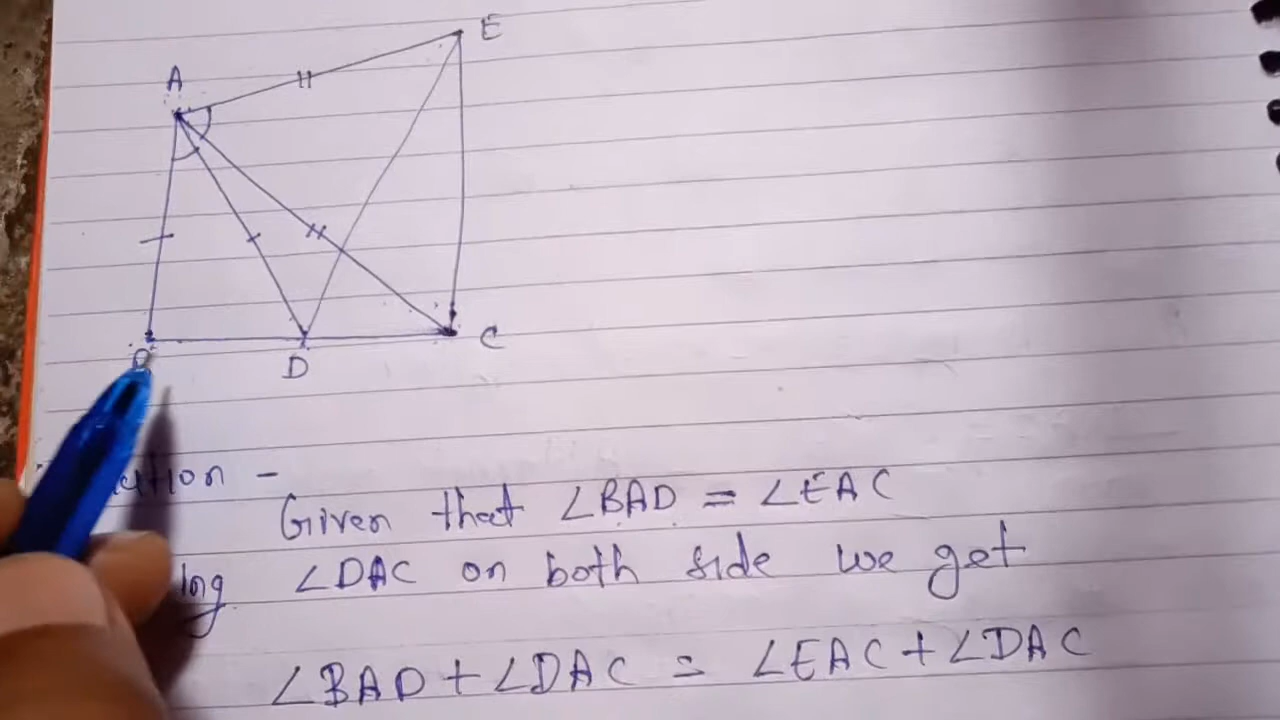 E
A
D
C
Given that ∠BAD = ∠EAC
∠DAC on both side we get
∠BAD + ∠DAC = ∠EAC + ∠DAC